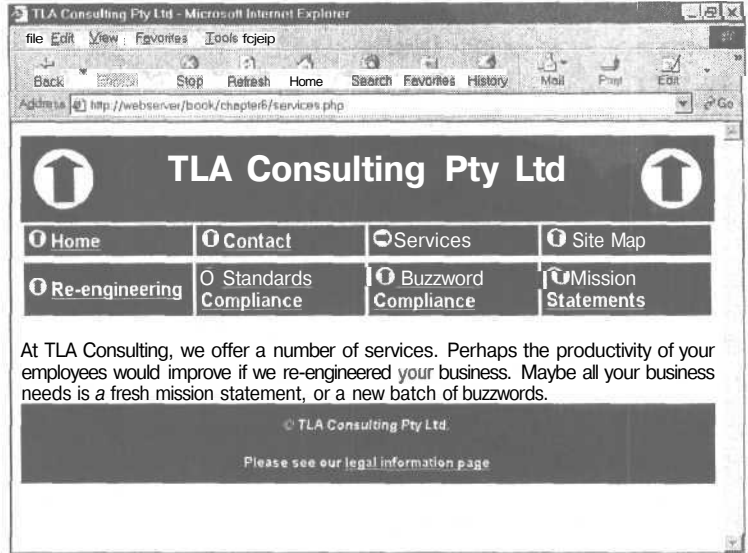 TLA Consulting Pty Ltd - Microsoft Internet Explorer
file Edit View Favorites Tools fcjeip
Back Stop Refresh Home Search Favorites History Mail Print Edit
Address http://webserver/book/chapter6/services.php Go
TLA Consulting Pty Ltd
Home Contact Services Site Map
Re-engineering Standards Compliance Buzzword Compliance Mission Statements
At TLA Consulting, we offer a number of services. Perhaps the productivity of your
employees would improve if we re-engineered your business. Maybe all your business
needs is a fresh mission statement, or a new batch of buzzwords.
© TLA Consulting Pty Ltd.
Please see our legal information page